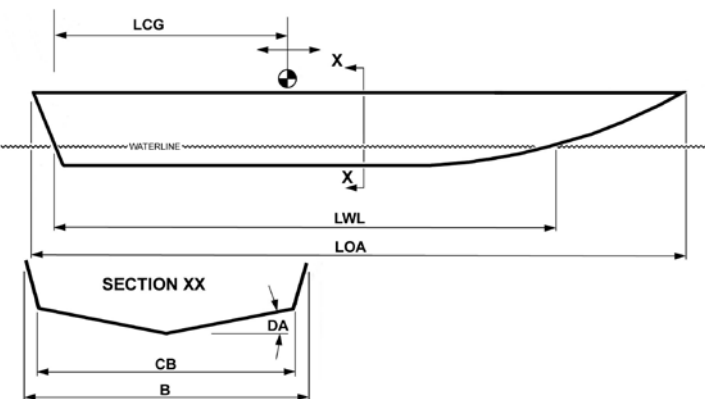 LCG
X
WATERLINE
X
LWL
LOA
SECTION XX
DA
CB
B